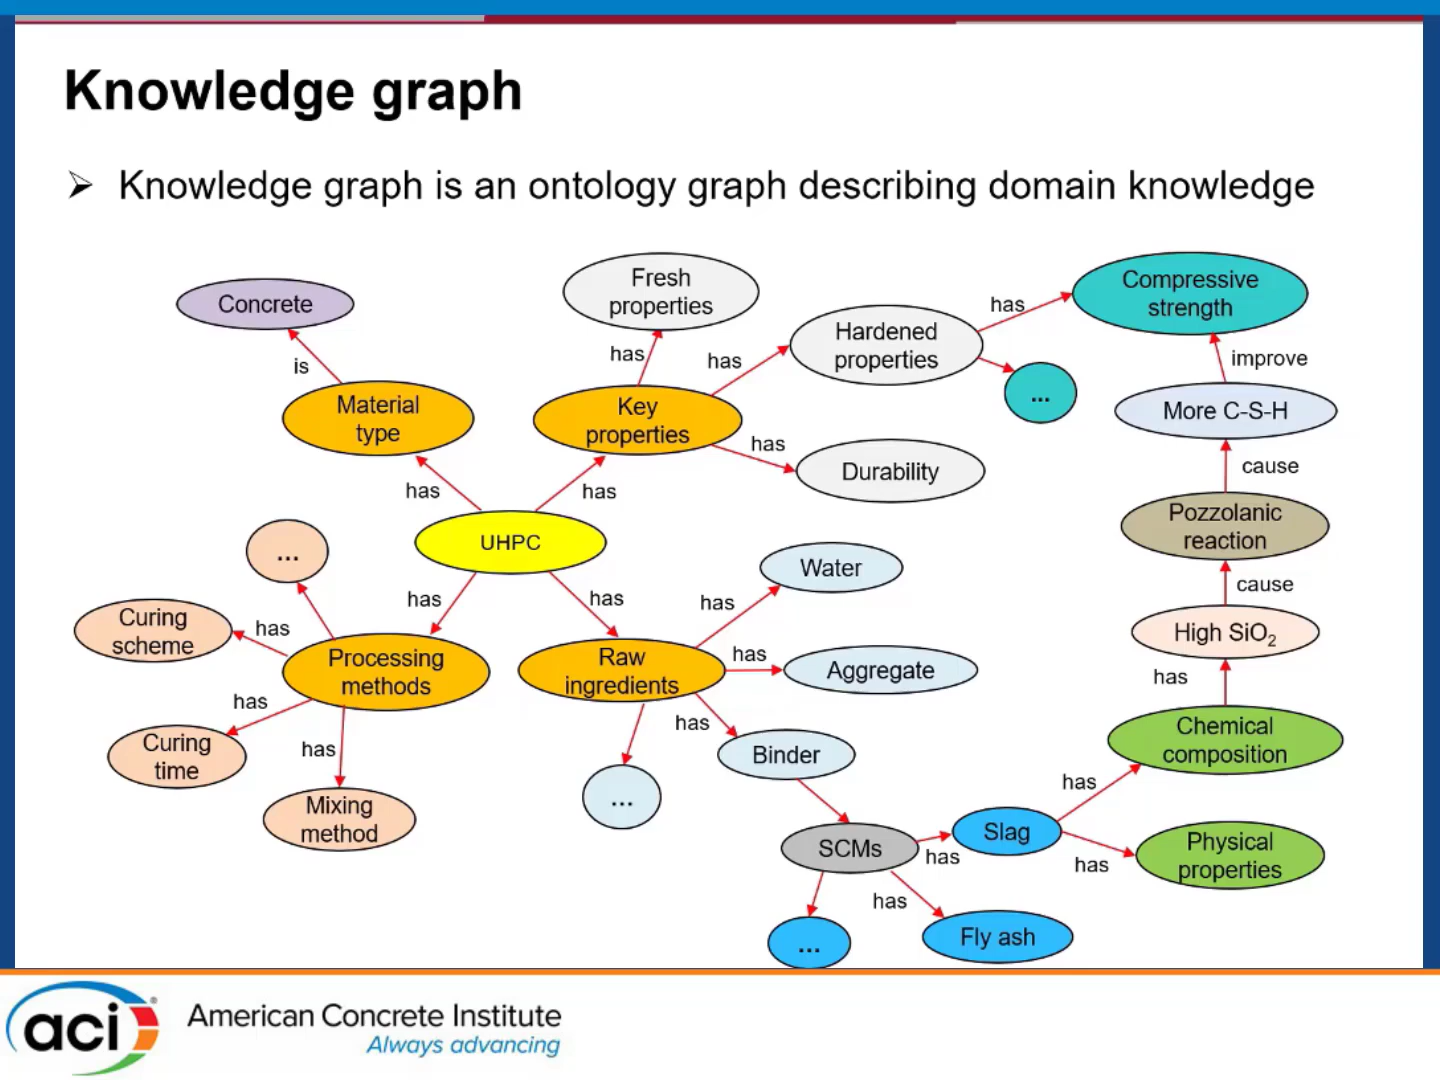 Knowledge graph
➢ Knowledge graph is an ontology graph describing domain knowledge
Concrete
is
Material
type
has
Fresh
properties
has
Key
properties
has
has
Hardened
properties
has
Compressive
strength
...
has
Durability
improve
More C-S-H
cause
Pozzolanic
reaction
cause
High SiO₂
has
Chemical
composition
UHPC
...
has
Curing
scheme
has
Processing
methods
has
Curing
time
has
Mixing
method
has
Raw
ingredients
has
Water
has
Aggregate
has
Binder
...
SCMs
has
Slag
has
has
Physical
properties
has
Fly ash
...
aci®
American Concrete Institute
Always advancing